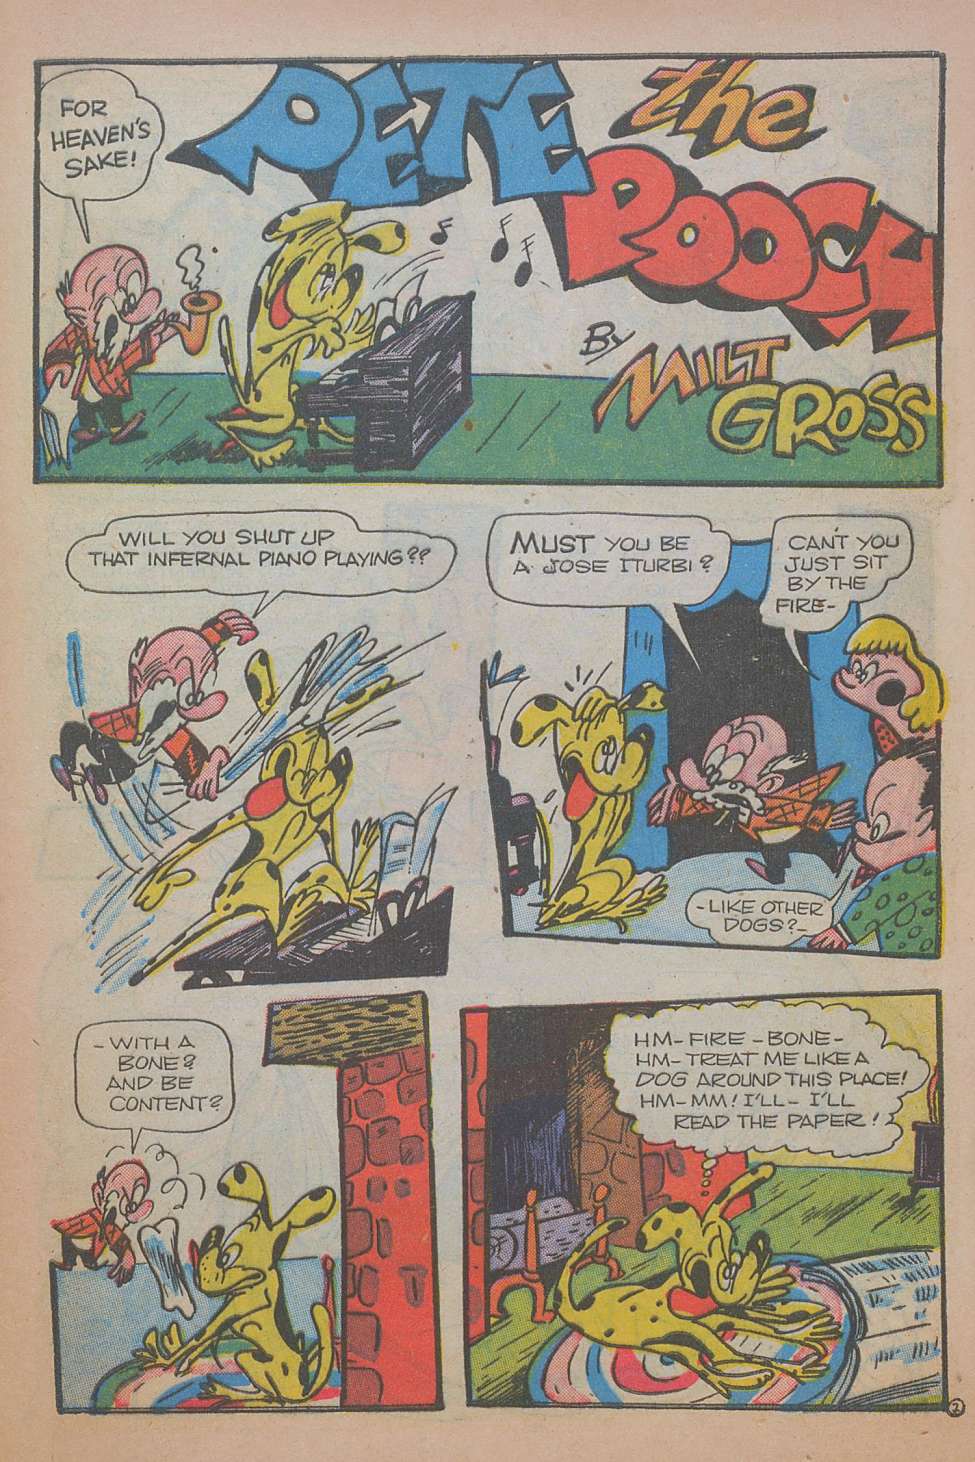 FOR
HEAVEN'S
SAKE!
PETE
the
POOCH
BY
MILT
GROSS
WILL YOU SHUT UP
THAT INFERNAL PIANO PLAYING??
MUST YOU BE
A JOSE ITURBI?
CAN'T YOU
JUST SIT
BY THE
FIRE-
-LIKE OTHER
DOGS?-
-WITH A
BONE?
AND BE
CONTENT?
HM-FIRE-BONE-
HM-TREAT ME LIKE A
DOG AROUND THIS PLACE!
HM-MM! I'LL- I'LL
READ THE PAPER!
2